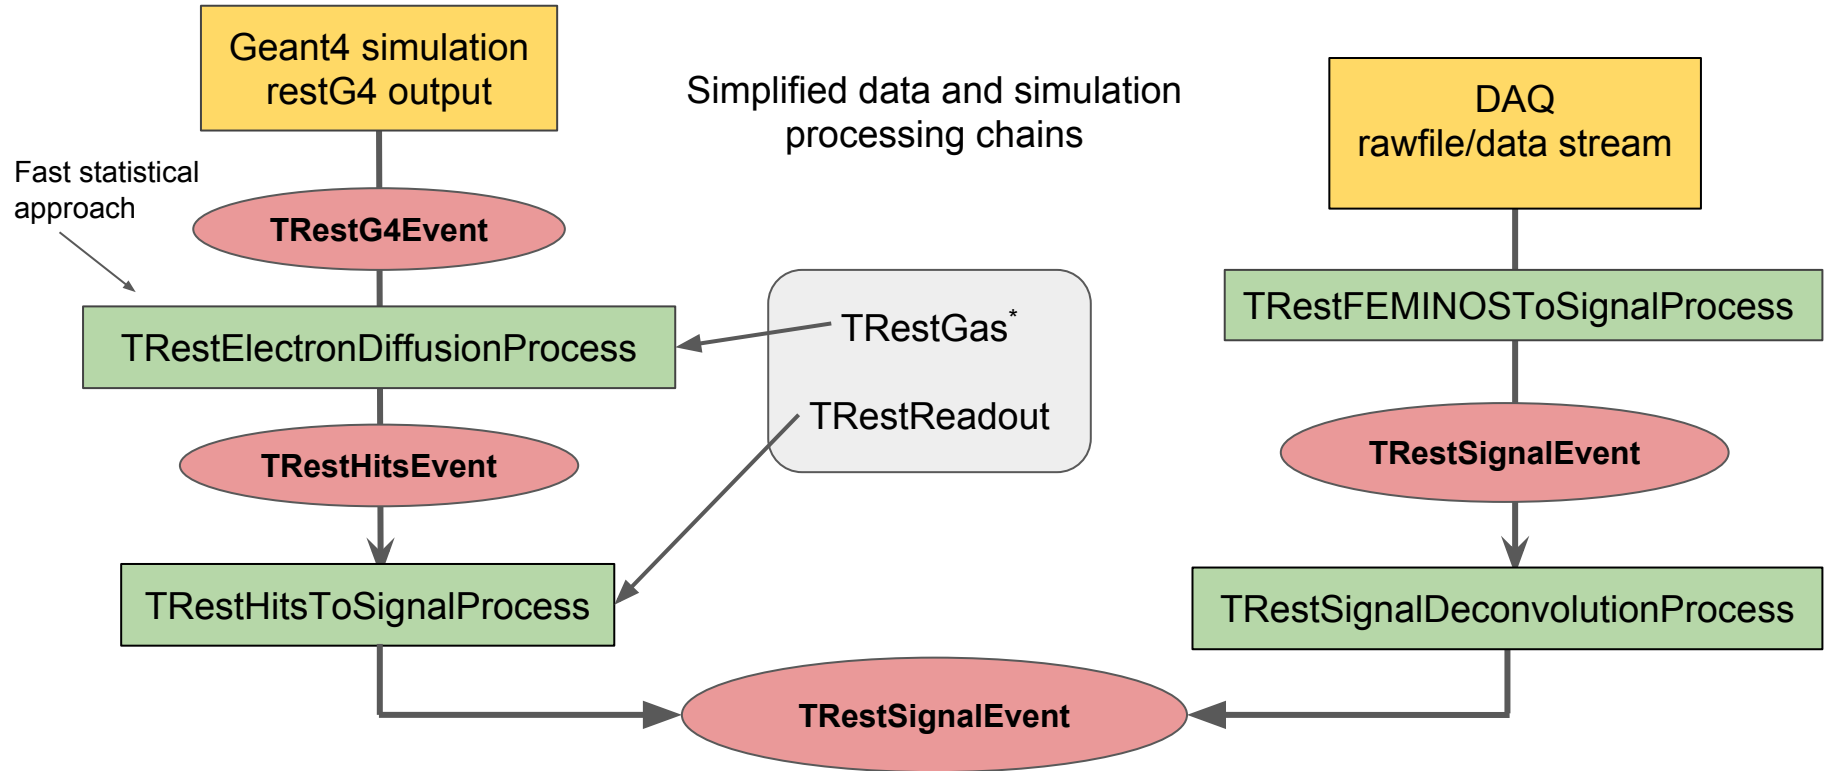 Geant4 simulation
restG4 output
Simplified data and simulation
processing chains
DAQ
rawfile/data stream
Fast statistical
approach
TRestG4Event
TRestElectronDiffusionProcess
TRestGas*
TRestFEMINOSToSignalProcess
TRestReadout
TRestHitsEvent
TRestSignalEvent
TRestHitsToSignalProcess
TRestSignalDeconvolutionProcess
TRestSignalEvent